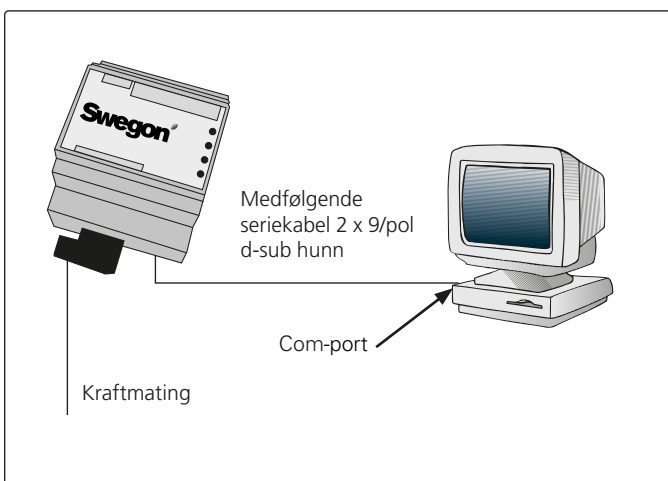 Swegon
Medfølgende
seriekabel 2 x 9/pol
d-sub hunn
Com-port
Kraftmating